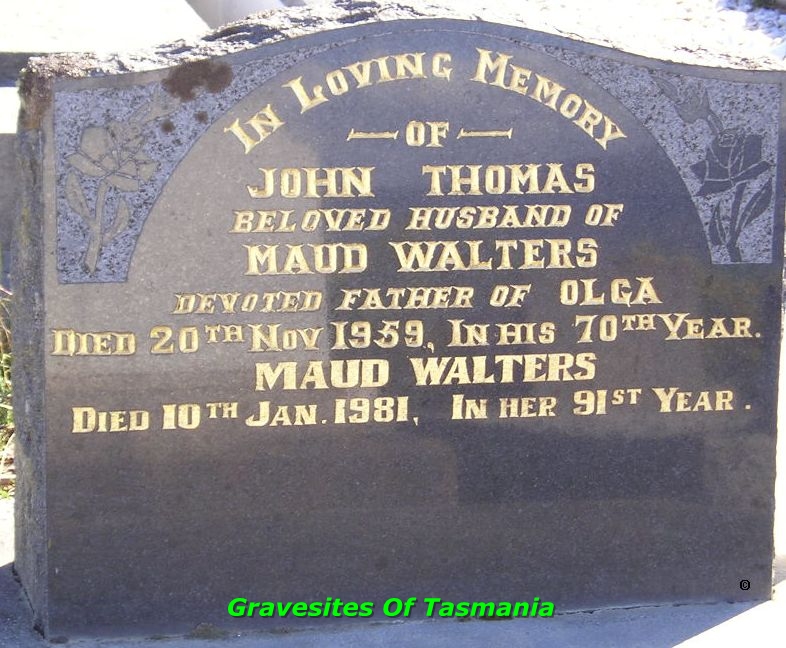 In Loving Memory
— OF —
JOHN THOMAS
BELOVED HUSBAND OF
MAUD WALTERS
DEVOTED FATHER OF OLGA
DIED 20TH NOV 1959, IN HIS 70TH YEAR.
MAUD WALTERS
DIED 10TH JAN. 1981, IN HER 91ST YEAR.
©
Gravesites Of Tasmania